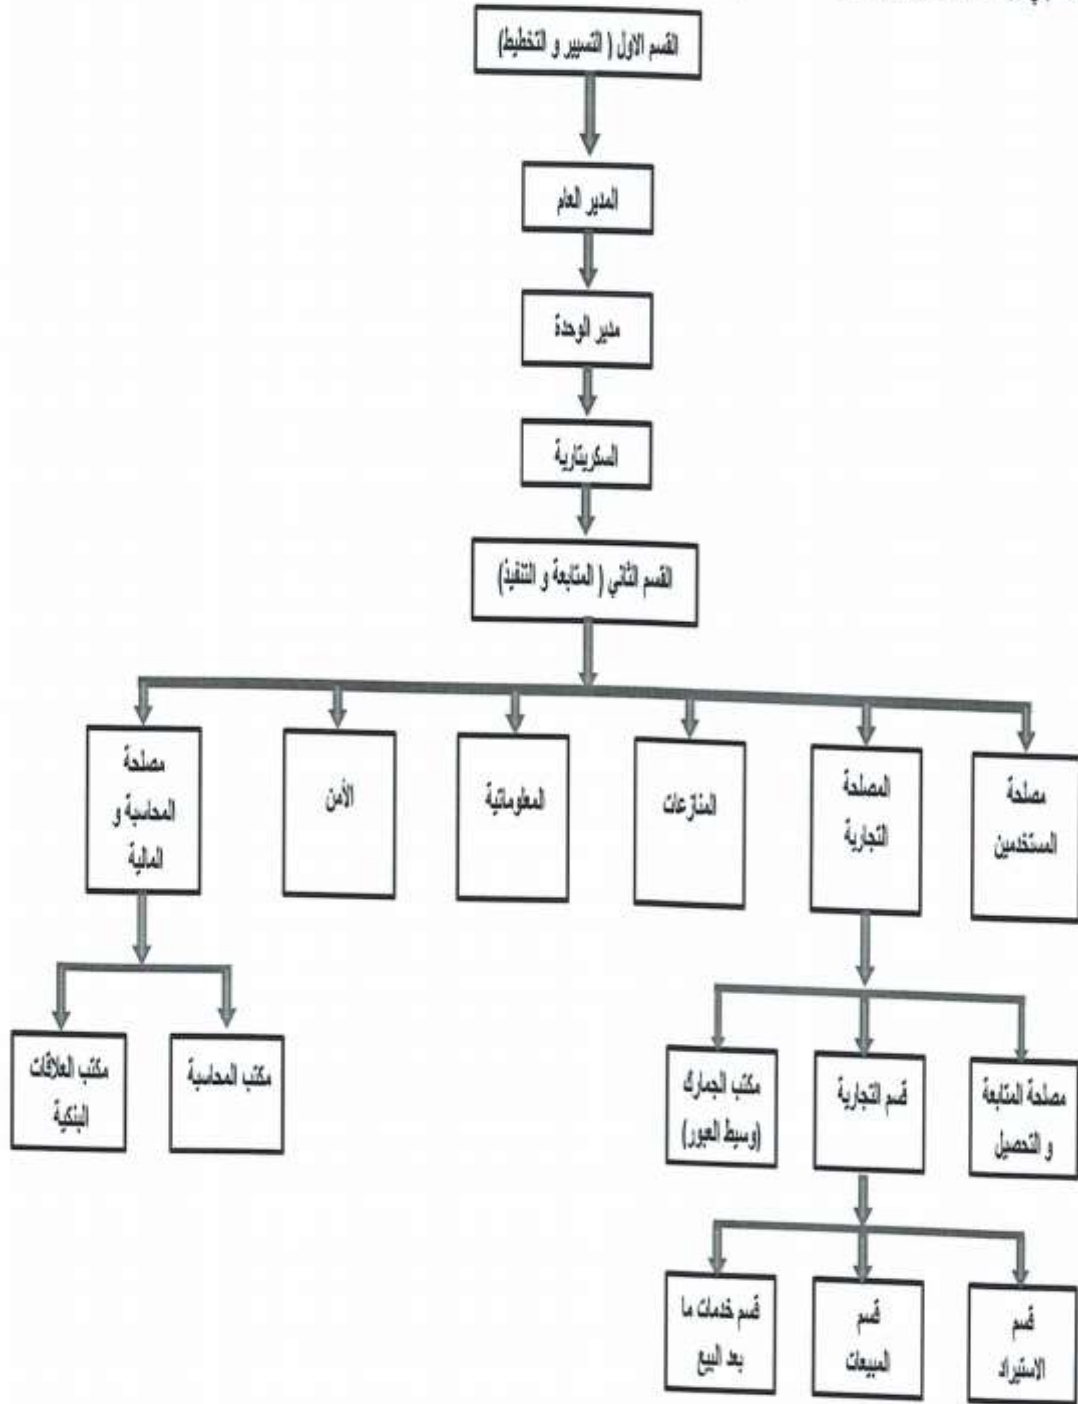 القسم الاول ( التسيير و التخطيط)
المدير العام
مدير الوحدة
السكريتارية
القسم الثاني ( المتابعة و التنفيذ)
مصلحة
المستخدمين
المصلحة
التجارية
المنازعات
المعلوماتية
الأمن
مصلحة
المحاسبة و
المالية
مصلحة المتابعة
و التحصيل
قسم التجارية
مكتب الجمارك
(وسيط العبور)
مكتب المحاسبة
مكتب العلاقات
البنكية
قسم
الاستيراد
قسم
المبيعات
قسم خدمات ما
بعد البيع